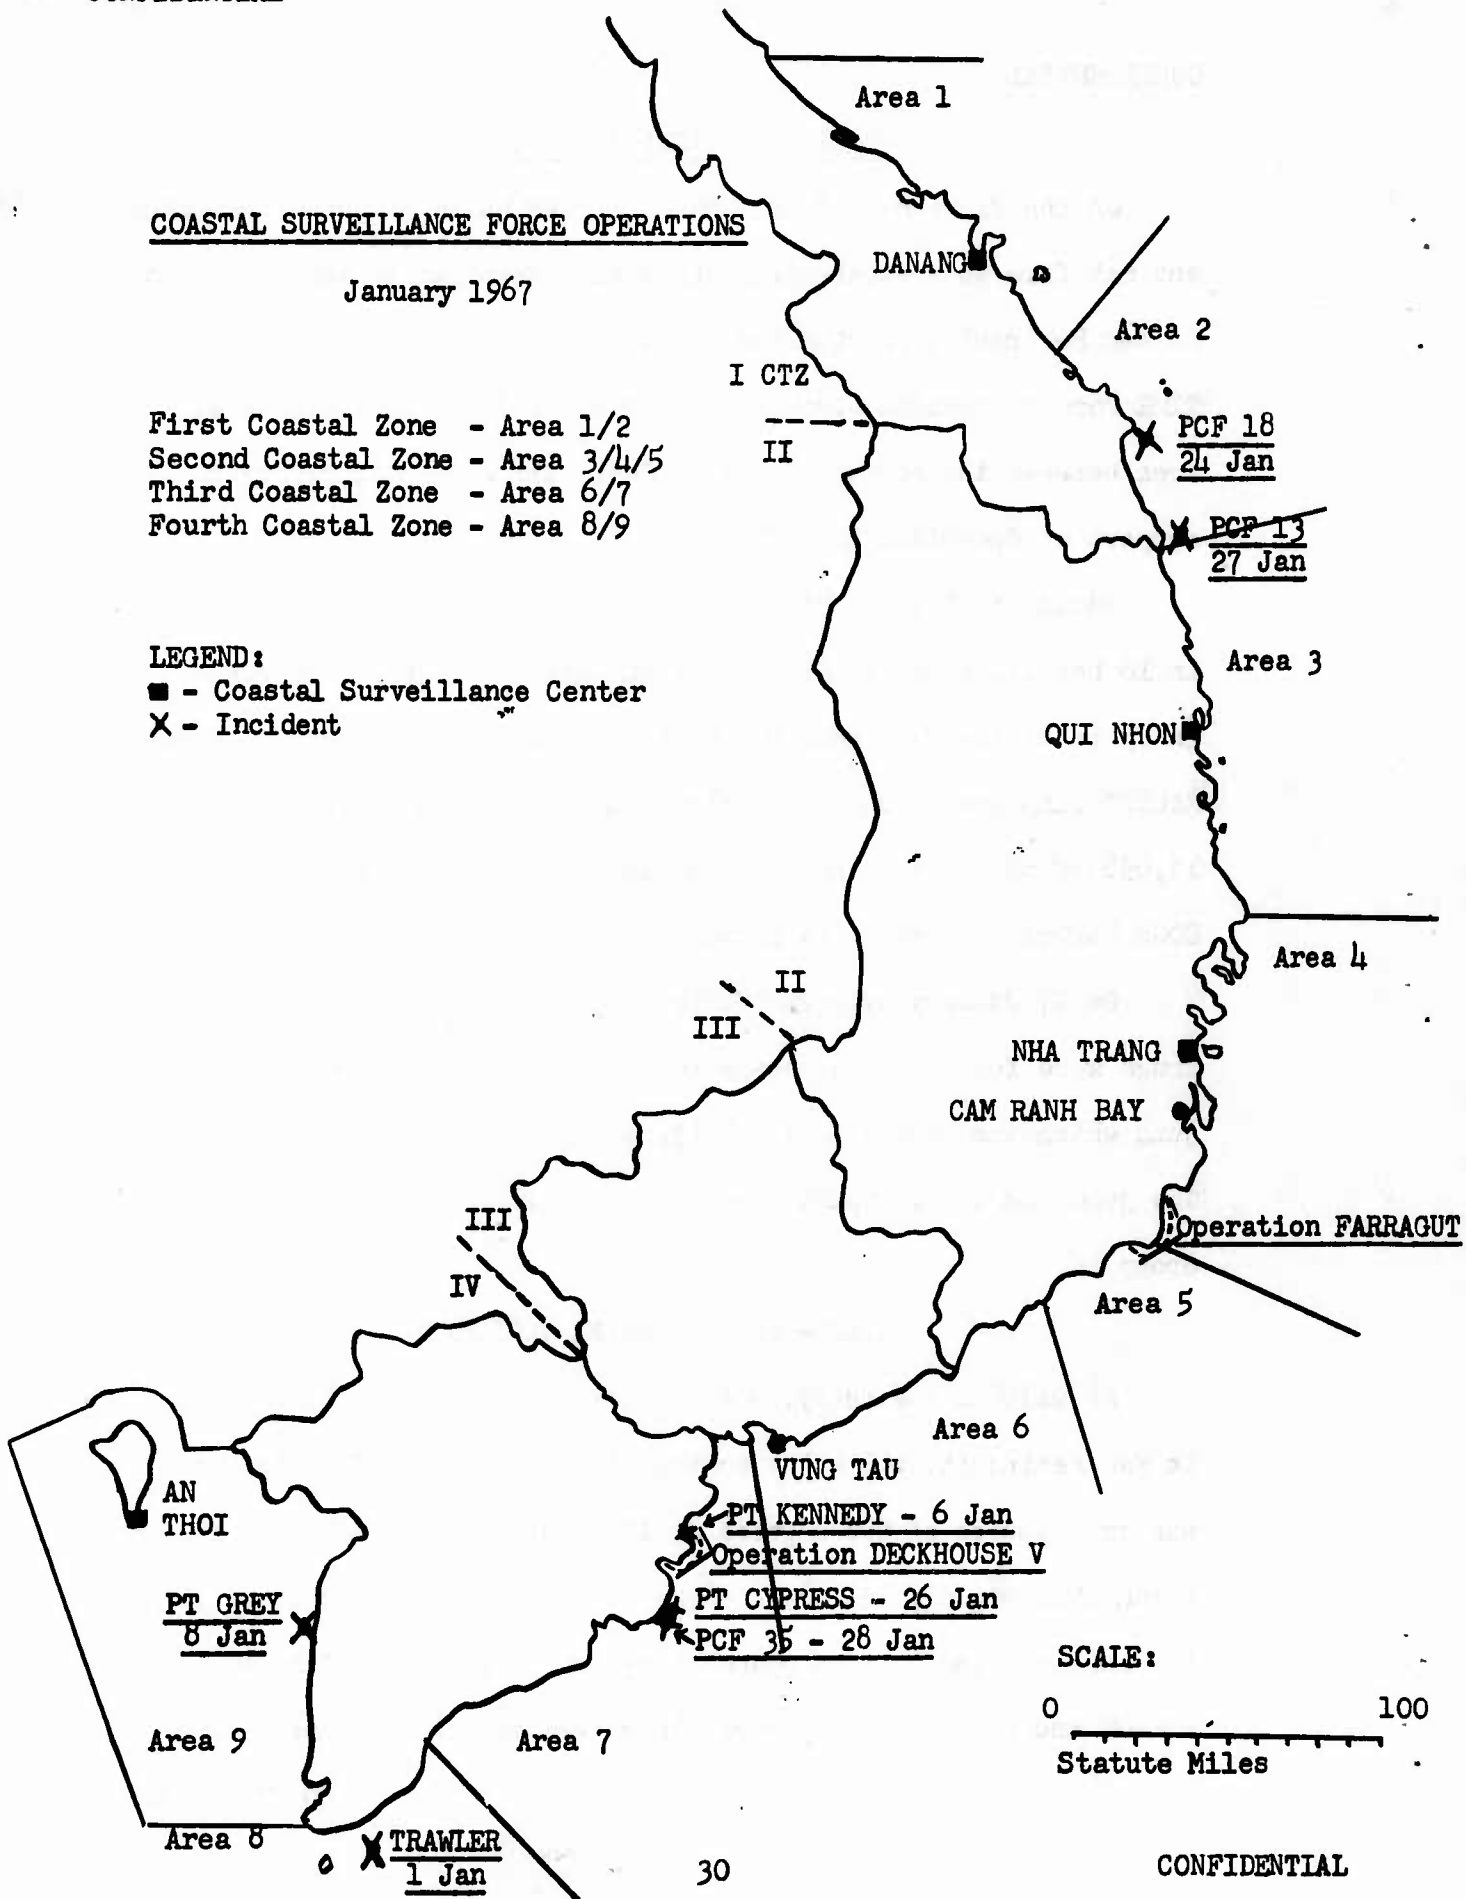 Area 1
COASTAL SURVEILLANCE FORCE OPERATIONS
DANANG
January 1967
Area 2
I CTZ
II
First Coastal Zone - Area 1/2
Second Coastal Zone - Area 3/4/5
Third Coastal Zone - Area 6/7
Fourth Coastal Zone - Area 8/9
PCF 18
24 Jan
PCF 13
27 Jan
LEGEND:
■ - Coastal Surveillance Center
X - Incident
Area 3
QUI NHON
Area 4
II
III
NHA TRANG
CAM RANH BAY
III
IV
Operation FARRAGUT
Area 5
Area 6
VUNG TAU
AN
THOI
PT KENNEDY - 6 Jan
Operation DECKHOUSE V
PT CYPRESS - 26 Jan
PCF 35 - 28 Jan
PT GREY
8 Jan
SCALE:
0 100
Statute Miles
Area 9
Area 7
Area 8
TRAWLER
1 Jan
30
CONFIDENTIAL